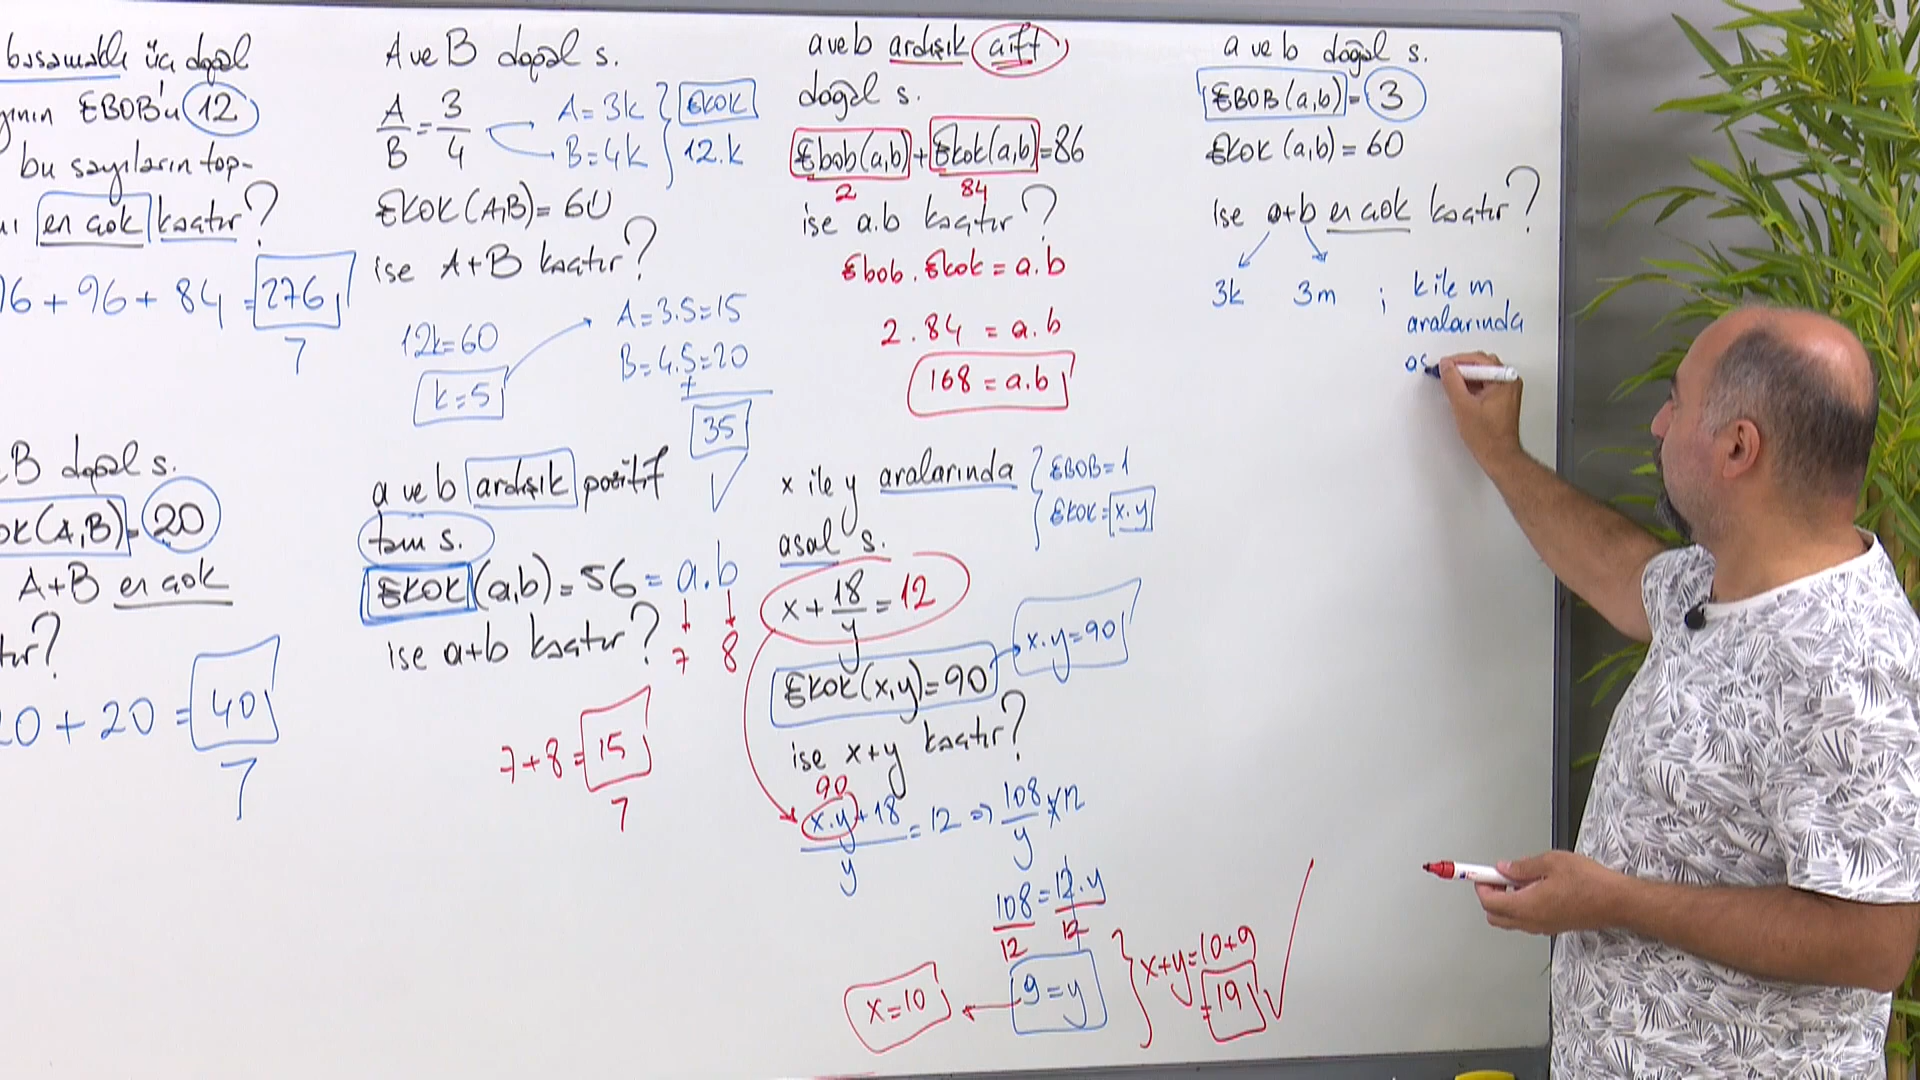 basamaklı üç doğal
EBOB'u 12
bu sayıların top-
en çok kaçtır?
96 + 96 + 84 = 276
A ve B doğal s.
A/B = 3/4
A=3k
B=4k
EKOK
12.k
EKOK(A,B)=60
ise A+B kaçtır?
12k=60
k=5
A=3.5=15
B=4.5=20
+
35
a ve b ardışık çift
doğal s.
Ebob(a,b)+Ekok(a,b)=86
2 84
ise a.b kaçtır?
Ebob.Ekok=a.b
2.84=a.b
168=a.b
a ve b doğal s.
EBOB(a,b)=3
EKOK(a,b)=60
ise a+b en çok kaçtır?
3k 3m ; k ile m
aralarında
as
B doğal s.
OK(A,B)=20
A+B en çok
20+20=40
a ve b ardışık pozitif
tam s.
EKOK(a,b)=56=a.b
7 8
ise a+b kaçtır?
7+8=15
x ile y aralarında
asal s.
EBOB=1
EKOK=x.y
x+18/y=12
EKOK(x,y)=90
x.y=90
ise x+y kaçtır?
90
x.y+18/y=12 ⇒ 108/y 12
108=12.y
12 12
9=y
x=10
x+y=10+9
=19